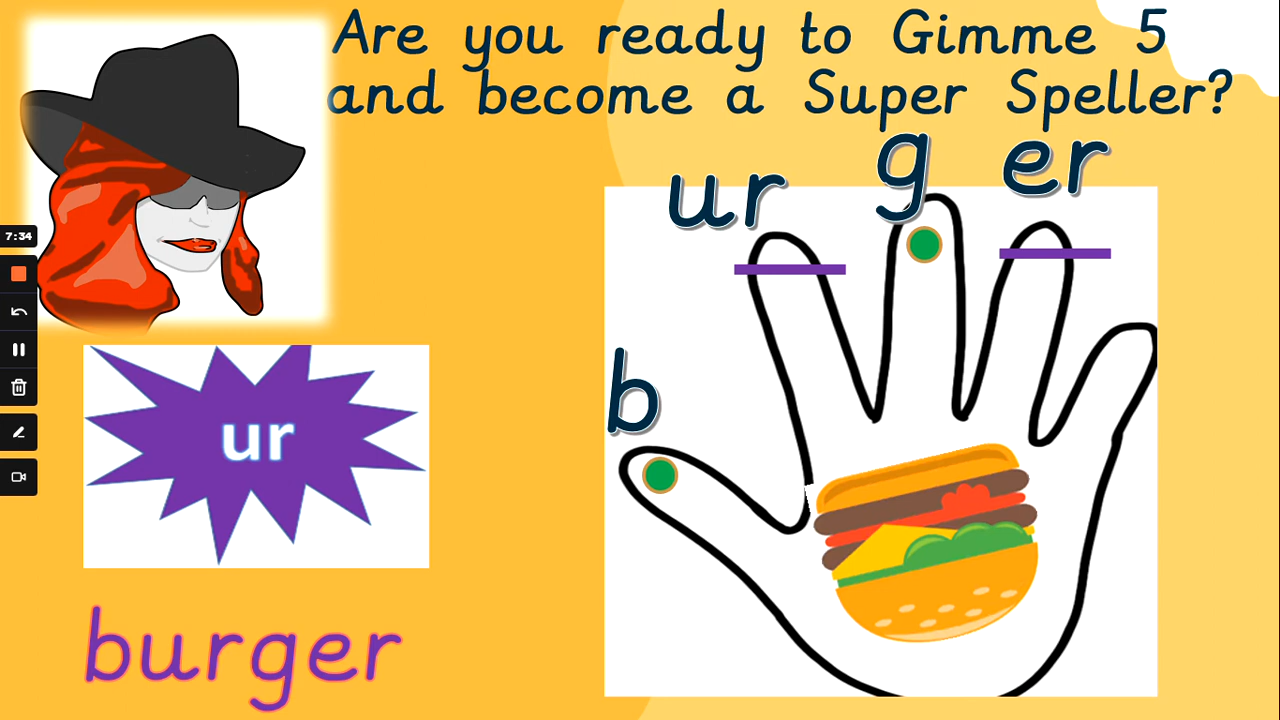 Are you ready to Gimme 5
and become a Super Speller?
ur g er
7:34
b
ur
burger